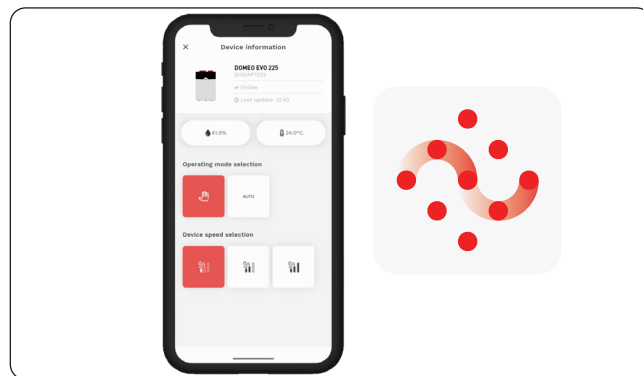 Device information
DOMEO EVO 225
Online
Last update: 12:42
41.0%
24.0°C
Operating mode selection
AUTO
Device speed selection